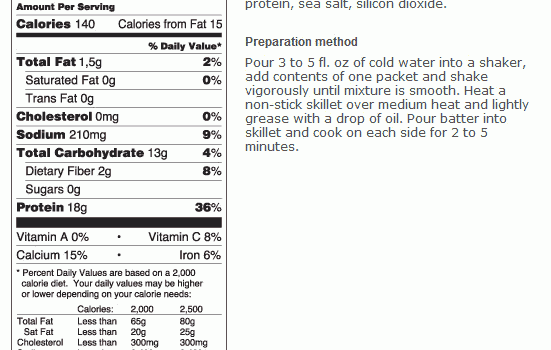 Amount Per Serving
Calories 140 Calories from Fat 15
% Daily Value*
Total Fat 1,5g 2%
Saturated Fat 0g 0%
Trans Fat 0g
Cholesterol 0mg 0%
Sodium 210mg 9%
Total Carbohydrate 13g 4%
Dietary Fiber 2g 8%
Sugars 0g
Protein 18g 36%
Vitamin A 0% • Vitamin C 8%
Calcium 15% • Iron 6%
* Percent Daily Values are based on a 2,000
calorie diet. Your daily values may be higher
or lower depending on your calorie needs:
Calories: 2,000 2,500
Total Fat Less than 65g 80g
Sat Fat Less than 20g 25g
Cholesterol Less than 300mg 300mg
protein, sea salt, silicon dioxide.
Preparation method
Pour 3 to 5 fl. oz of cold water into a shaker,
add contents of one packet and shake
vigorously until mixture is smooth. Heat a
non-stick skillet over medium heat and lightly
grease with a drop of oil. Pour batter into
skillet and cook on each side for 2 to 5
minutes.